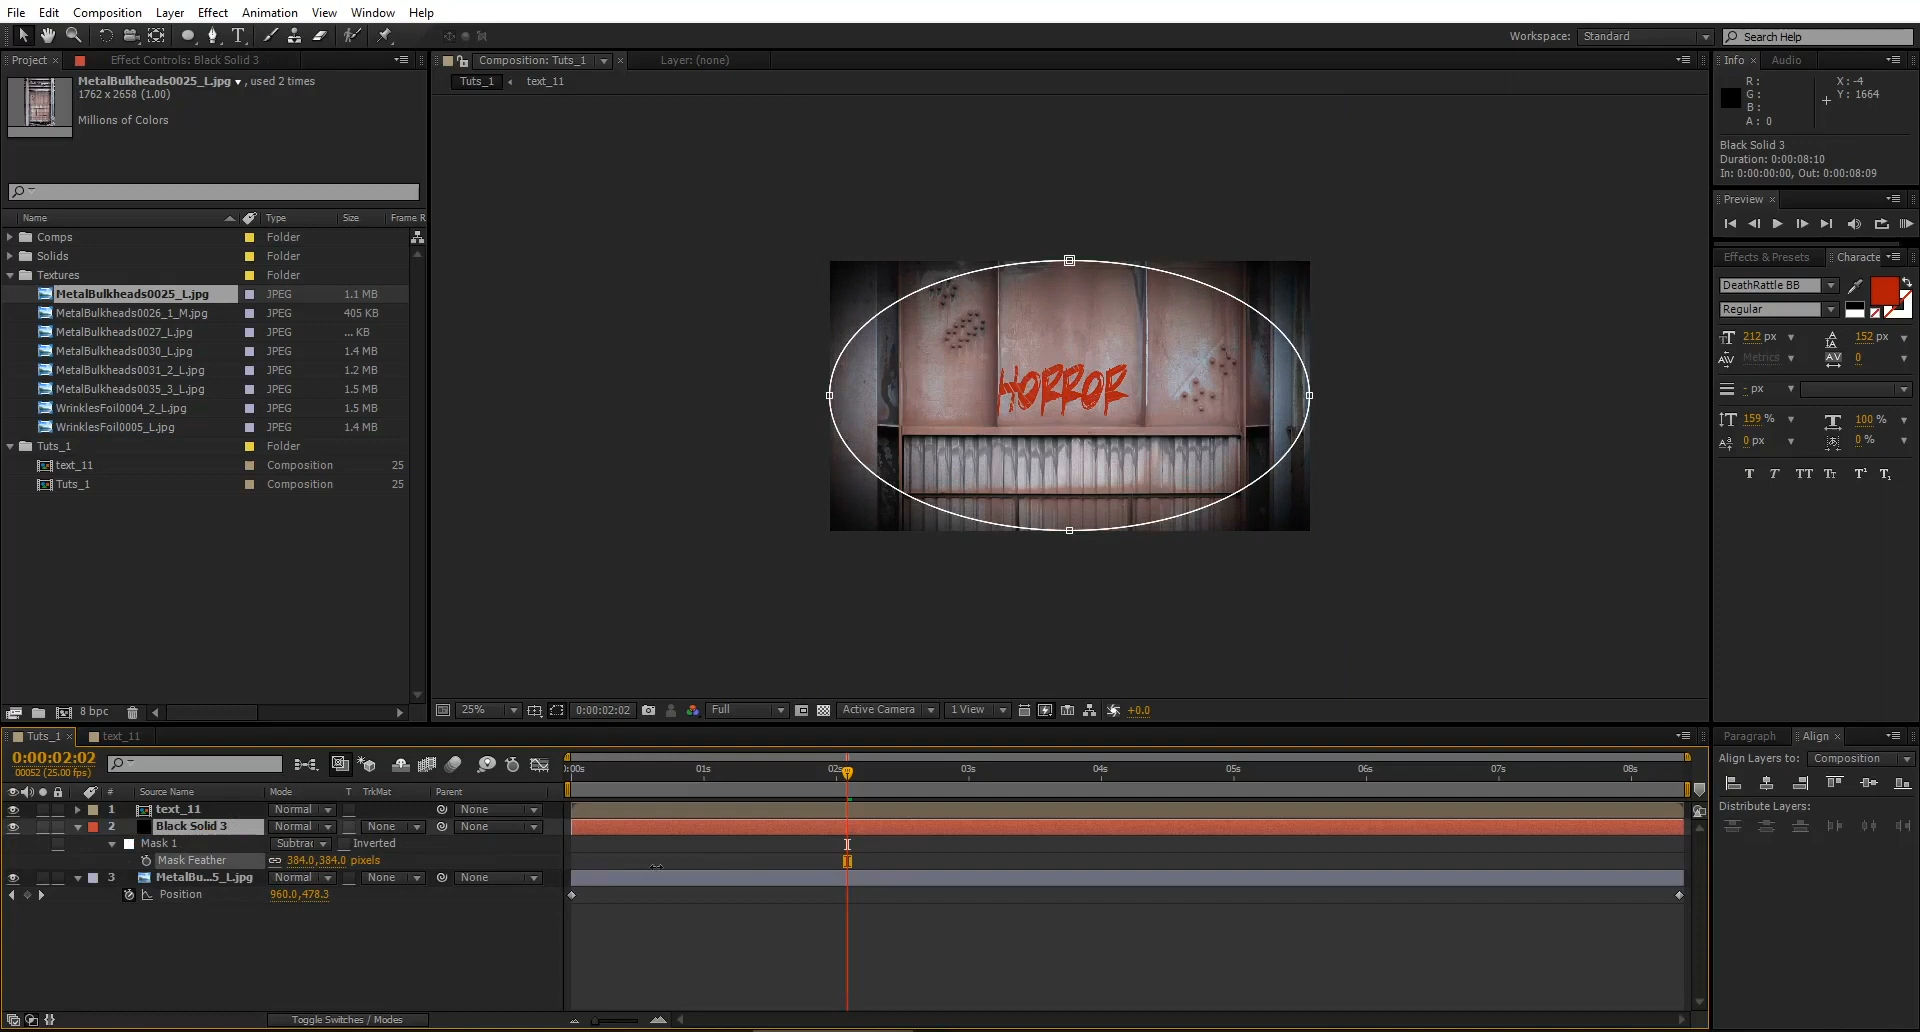 File Edit Composition Layer Effect Animation View Window Help
Workspace: Standard Search Help
Project × Effect Controls: Black Solid 3
MetalBulkheads0025_L.jpg ▼ , used 2 times
1762 x 2658 (1.00)
Millions of Colors
Name Type Size Frame R
Comps Folder
Solids Folder
Textures Folder
MetalBulkheads0025_L.jpg JPEG 1.1 MB
MetalBulkheads0026_1_M.jpg JPEG 405 KB
MetalBulkheads0027_L.jpg JPEG ... KB
MetalBulkheads0030_L.jpg JPEG 1.4 MB
MetalBulkheads0031_2_L.jpg JPEG 1.2 MB
MetalBulkheads0035_3_L.jpg JPEG 1.5 MB
WrinklesFoil0004_2_L.jpg JPEG 1.5 MB
WrinklesFoil0005_L.jpg JPEG 1.4 MB
Tuts_1 Folder
text_11 Composition 25
Tuts_1 Composition 25
8 bpc
Composition: Tuts_1 × Layer: (none)
Tuts_1 text_11
HORROR
25% 0:00:02:02 Full Active Camera 1 View +0.0
Info × Audio
R : X : -4
G : Y : 1664
B :
A : 0
Black Solid 3
Duration: 0:00:08:10
In: 0:00:00:00, Out: 0:00:08:09
Preview ×
Effects & Presets Characte
DeathRattle BB
Regular
212 px 152 px
Metrics 0
- px
159 % 100 %
0 px 0 %
T T TT Tt T¹ T₁
Tuts_1 × text_11
0:00:02:02
00052 (25.00 fps)
:00s 01s 02s 03s 04s 05s 06s 07s 08s
# Source Name Mode T TrkMat Parent
1 text_11 Normal None
2 Black Solid 3 Normal None None
Mask 1 Subtrac Inverted
Mask Feather 384.0,384.0 pixels
3 MetalBu...5_L.jpg Normal None None
Position 960.0,478.3
Toggle Switches / Modes
Paragraph Align ×
Align Layers to: Composition
Distribute Layers: